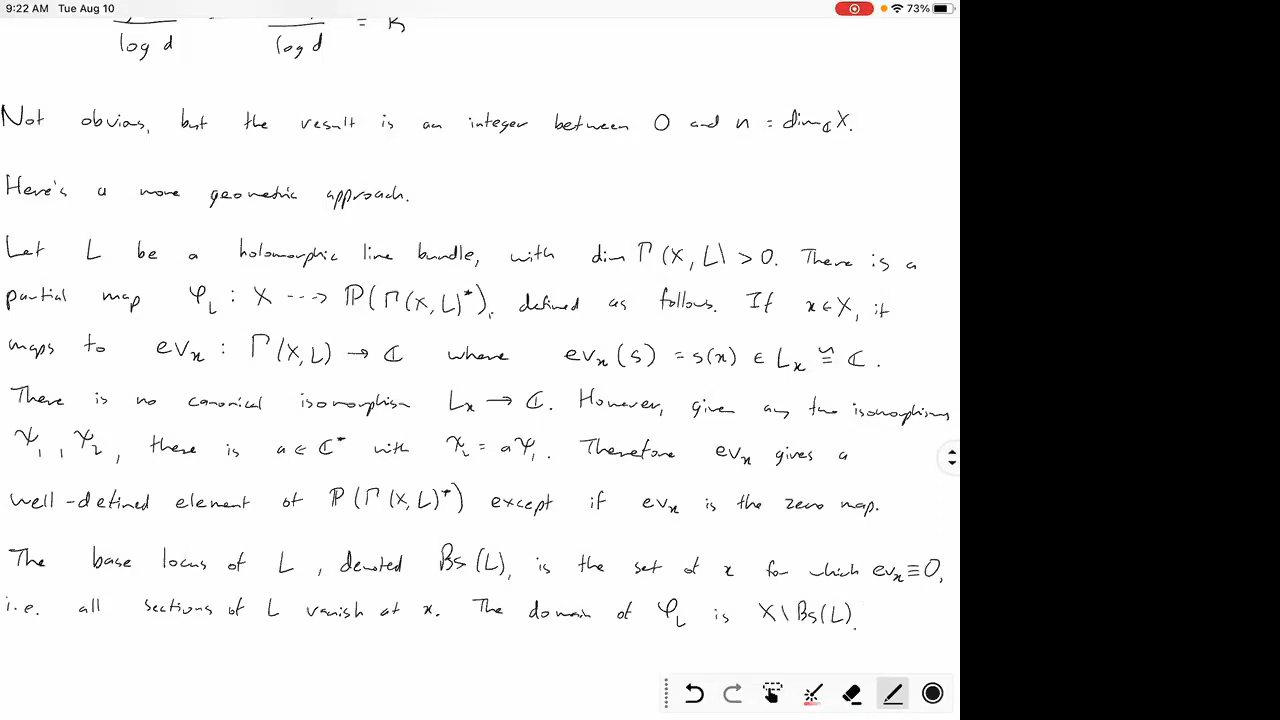 9:22 AM Tue Aug 10
73%
log d log d = K
Not obvious, but the result is an integer between 0 and n = dim_ℂ X.
Here's a more geometric approach.
Let L be a holomorphic line bundle, with dim Γ(X, L) > 0. There is a
partial map φ_L : X ⇢ ℙ(Γ(X, L)*), defined as follows. If x ∈ X, it
maps to ev_x : Γ(X, L) → ℂ where ev_x(s) = s(x) ∈ L_x ≅ ℂ.
There is no canonical isomorphism L_x → ℂ. However, given any two isomorphisms
ψ_1, ψ_2, there is a ∈ ℂ* with ψ_2 = aψ_1. Therefore ev_x gives a
well-defined element of ℙ(Γ(X, L)*) except if ev_x is the zero map.
The base locus of L, denoted Bs(L), is the set of x for which ev_x ≡ 0,
i.e. all sections of L vanish at x. The domain of φ_L is X \ Bs(L).